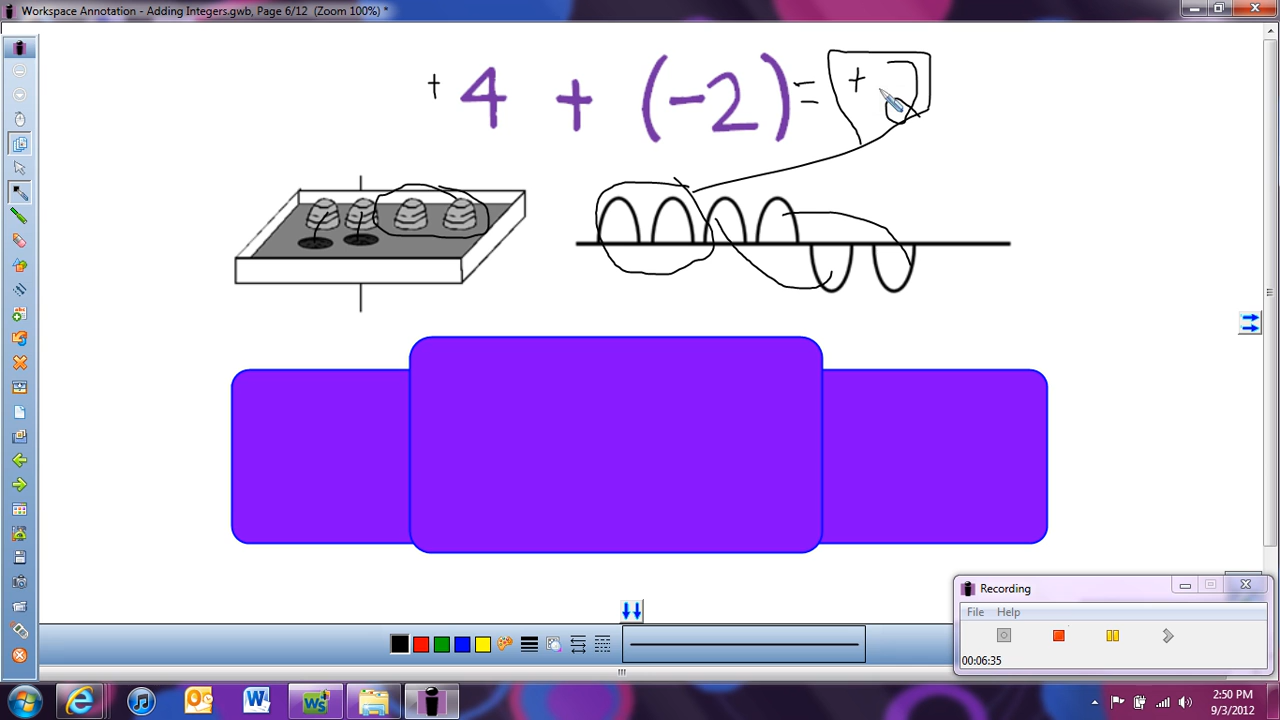 Workspace Annotation - Adding Integers.gwb, Page 6/12 (Zoom 100%) *
+ 4 + (-2) = + 2
Recording
File Help
00:06:35
2:50 PM
9/3/2012